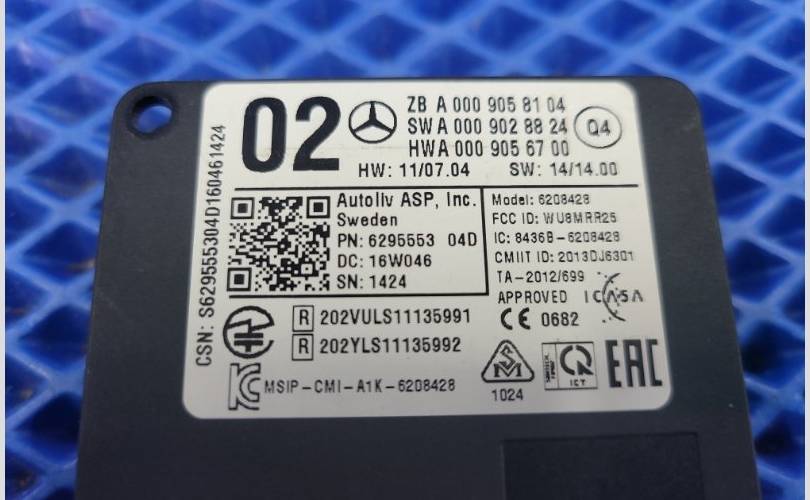 02
ZB A 000 905 81 04
SW A 000 902 88 24
HW A 000 905 67 00
Q4
HW: 11/07.04 SW: 14/14.00
Autoliv ASP, Inc.
Sweden
PN: 6295553 04D
DC: 16W046
SN: 1424
Model: 6208428
FCC ID: WU8MRR25
IC: 8436B-6208428
CMIIT ID: 2013DJ6301
TA-2012/699
APPROVED ICASA
CE 0682
R 202VULS11135991
R 202YLS11135992
MSIP-CMI-A1K-6208428
1024
ICT
EAC
CSN: S629555304D160461424